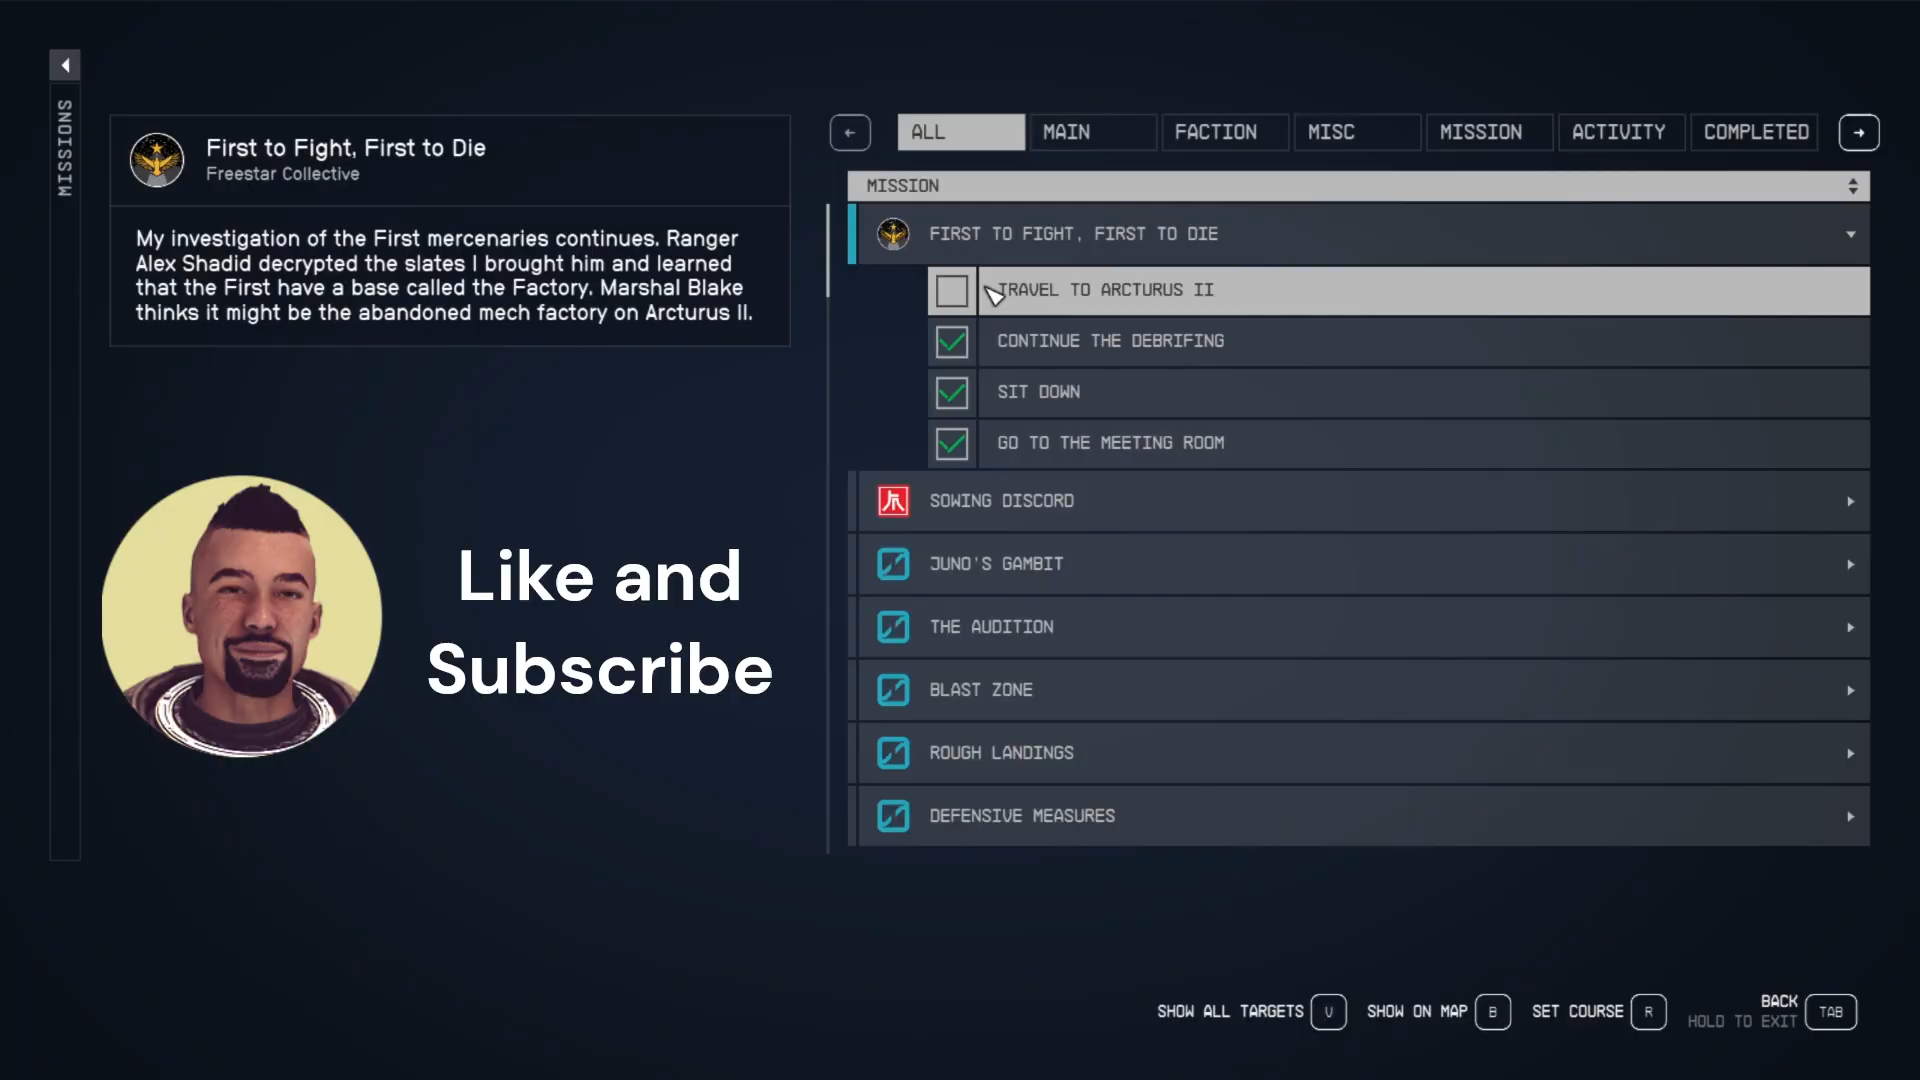 MISSIONS
First to Fight, First to Die
Freestar Collective
My investigation of the First mercenaries continues. Ranger
Alex Shadid decrypted the slates I brought him and learned
that the First have a base called the Factory. Marshal Blake
thinks it might be the abandoned mech factory on Arcturus II.
Like and
Subscribe
ALL
MAIN
FACTION
MISC
MISSION
ACTIVITY
COMPLETED
MISSION
FIRST TO FIGHT, FIRST TO DIE
TRAVEL TO ARCTURUS II
CONTINUE THE DEBRIFING
SIT DOWN
GO TO THE MEETING ROOM
SOWING DISCORD
JUNO'S GAMBIT
THE AUDITION
BLAST ZONE
ROUGH LANDINGS
DEFENSIVE MEASURES
SHOW ALL TARGETS V
SHOW ON MAP B
SET COURSE R
BACK
HOLD TO EXIT
TAB